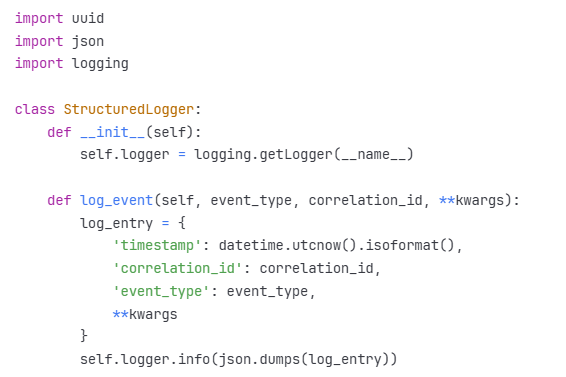 import uuid
import json
import logging

class StructuredLogger:
    def __init__(self):
        self.logger = logging.getLogger(__name__)

    def log_event(self, event_type, correlation_id, **kwargs):
        log_entry = {
            'timestamp': datetime.utcnow().isoformat(),
            'correlation_id': correlation_id,
            'event_type': event_type,
            **kwargs
        }
        self.logger.info(json.dumps(log_entry))